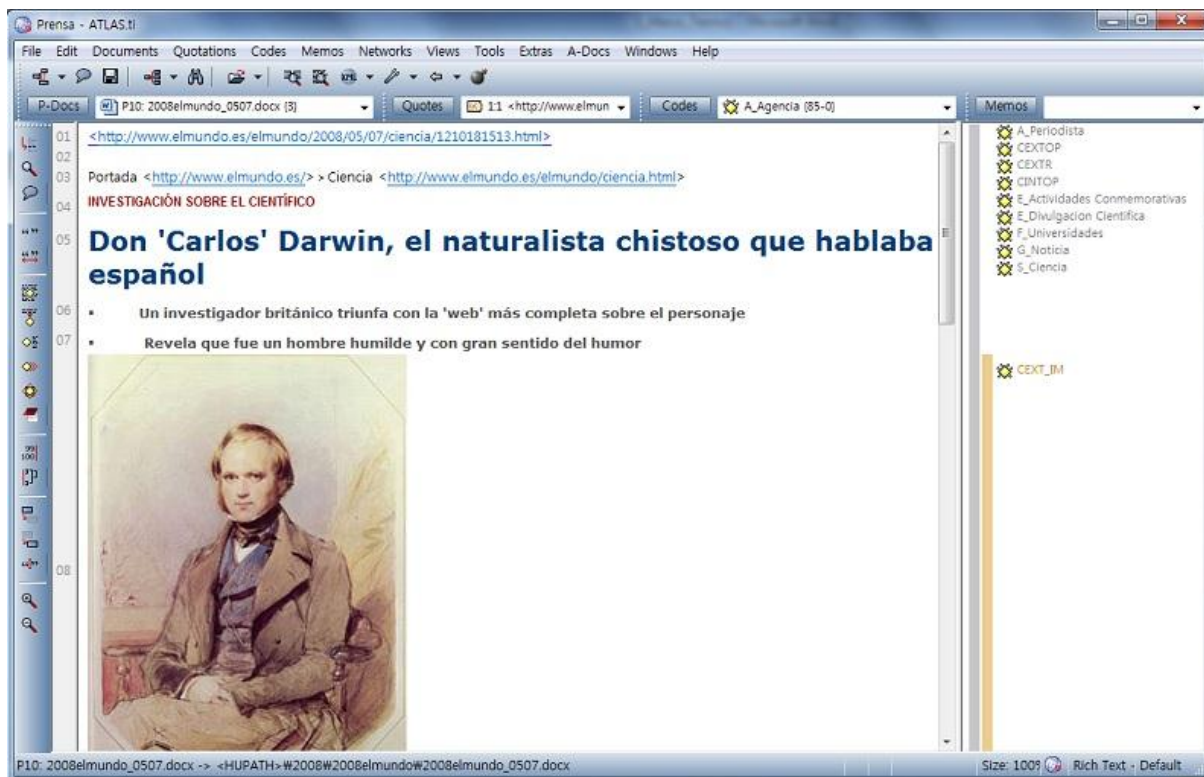 Prensa - ATLAS.ti
File Edit Documents Quotations Codes Memos Networks Views Tools Extras A-Docs Windows Help
P-Docs P10: 2008elmundo_0507.docx {3} Quotes 1:1 <http://www.elmun Codes A_Agencia {85-0} Memos
01 <http://www.elmundo.es/elmundo/2008/05/07/ciencia/1210181513.html>
02
03 Portada <http://www.elmundo.es/> > Ciencia <http://www.elmundo.es/elmundo/ciencia.html>
04 INVESTIGACIÓN SOBRE EL CIENTÍFICO
05 Don 'Carlos' Darwin, el naturalista chistoso que hablaba
español
06 ▪ Un investigador británico triunfa con la 'web' más completa sobre el personaje
07 ▪ Revela que fue un hombre humilde y con gran sentido del humor
08
A_Periodista
CEXTOP
CEXTR
CINTOP
E_Actividades Conmemorativas
E_Divulgacion Cientifica
F_Universidades
G_Noticia
S_Ciencia
CEXT_IM
P10: 2008elmundo_0507.docx -> <HUPATH>₩2008₩2008elmundo₩2008elmundo_0507.docx
Size: 100% Rich Text - Default